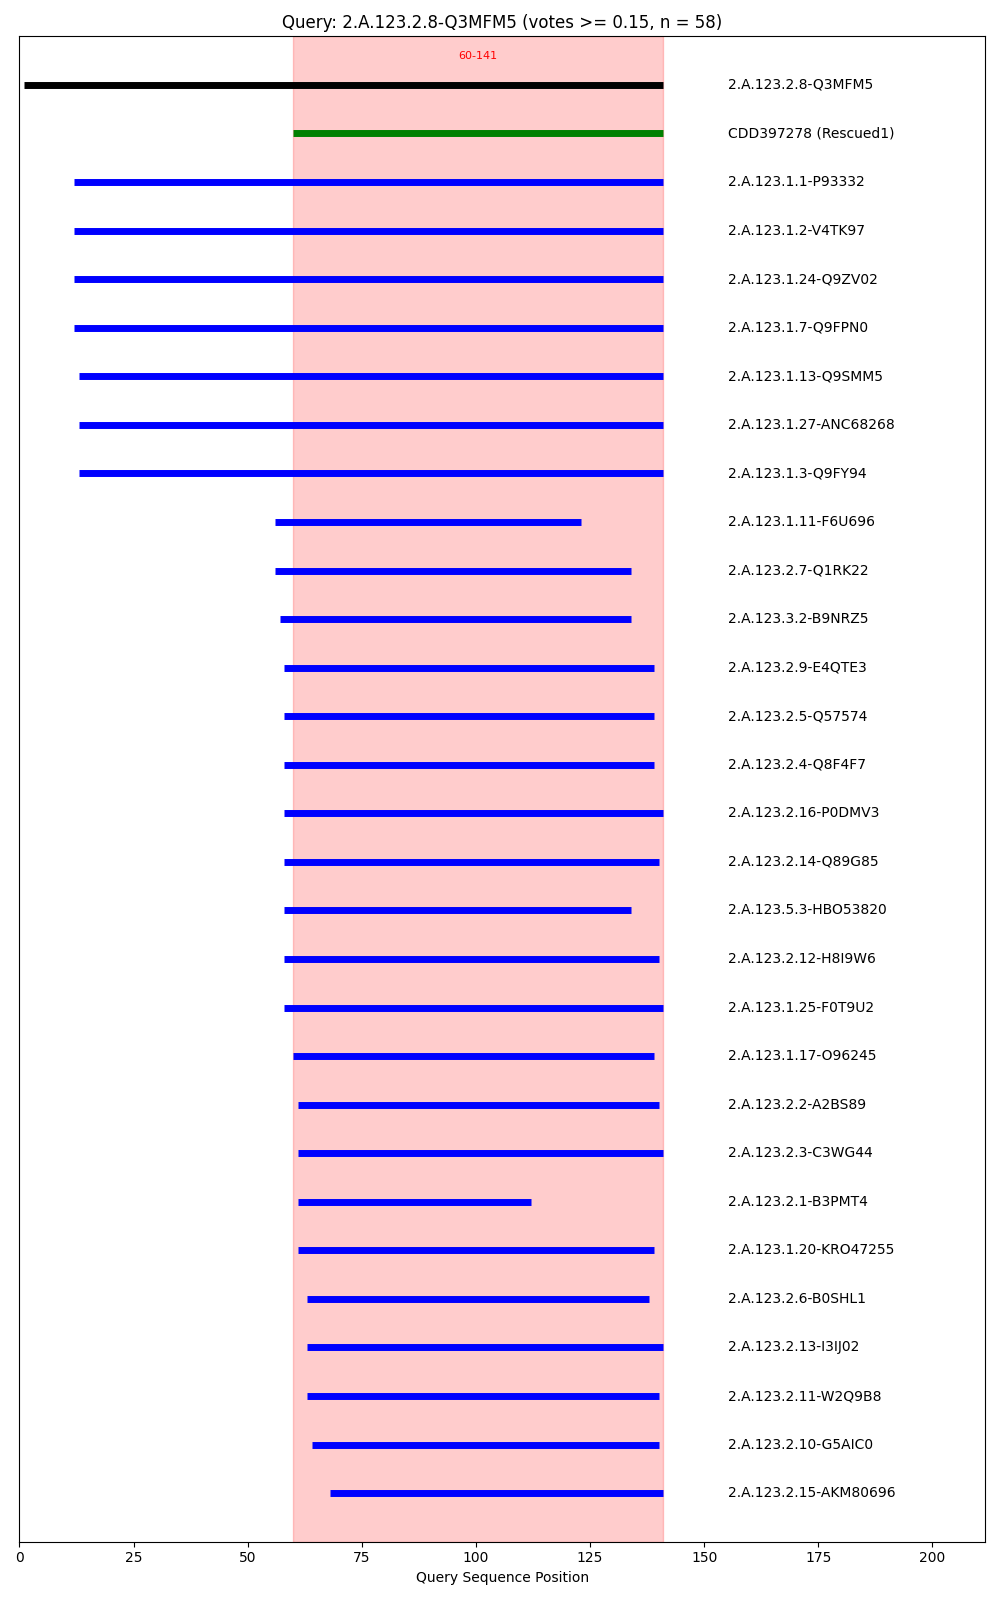 Query: 2.A.123.2.8-Q3MFM5 (votes >= 0.15, n = 58)
60-141
2.A.123.2.8-Q3MFM5
CDD397278 (Rescued1)
2.A.123.1.1-P93332
2.A.123.1.2-V4TK97
2.A.123.1.24-Q9ZV02
2.A.123.1.7-Q9FPN0
2.A.123.1.13-Q9SMM5
2.A.123.1.27-ANC68268
2.A.123.1.3-Q9FY94
2.A.123.1.11-F6U696
2.A.123.2.7-Q1RK22
2.A.123.3.2-B9NRZ5
2.A.123.2.9-E4QTE3
2.A.123.2.5-Q57574
2.A.123.2.4-Q8F4F7
2.A.123.2.16-P0DMV3
2.A.123.2.14-Q89G85
2.A.123.5.3-HBO53820
2.A.123.2.12-H8I9W6
2.A.123.1.25-F0T9U2
2.A.123.1.17-O96245
2.A.123.2.2-A2BS89
2.A.123.2.3-C3WG44
2.A.123.2.1-B3PMT4
2.A.123.1.20-KRO47255
2.A.123.2.6-B0SHL1
2.A.123.2.13-I3IJ02
2.A.123.2.11-W2Q9B8
2.A.123.2.10-G5AIC0
2.A.123.2.15-AKM80696
0 25 50 75 100 125 150 175 200
Query Sequence Position